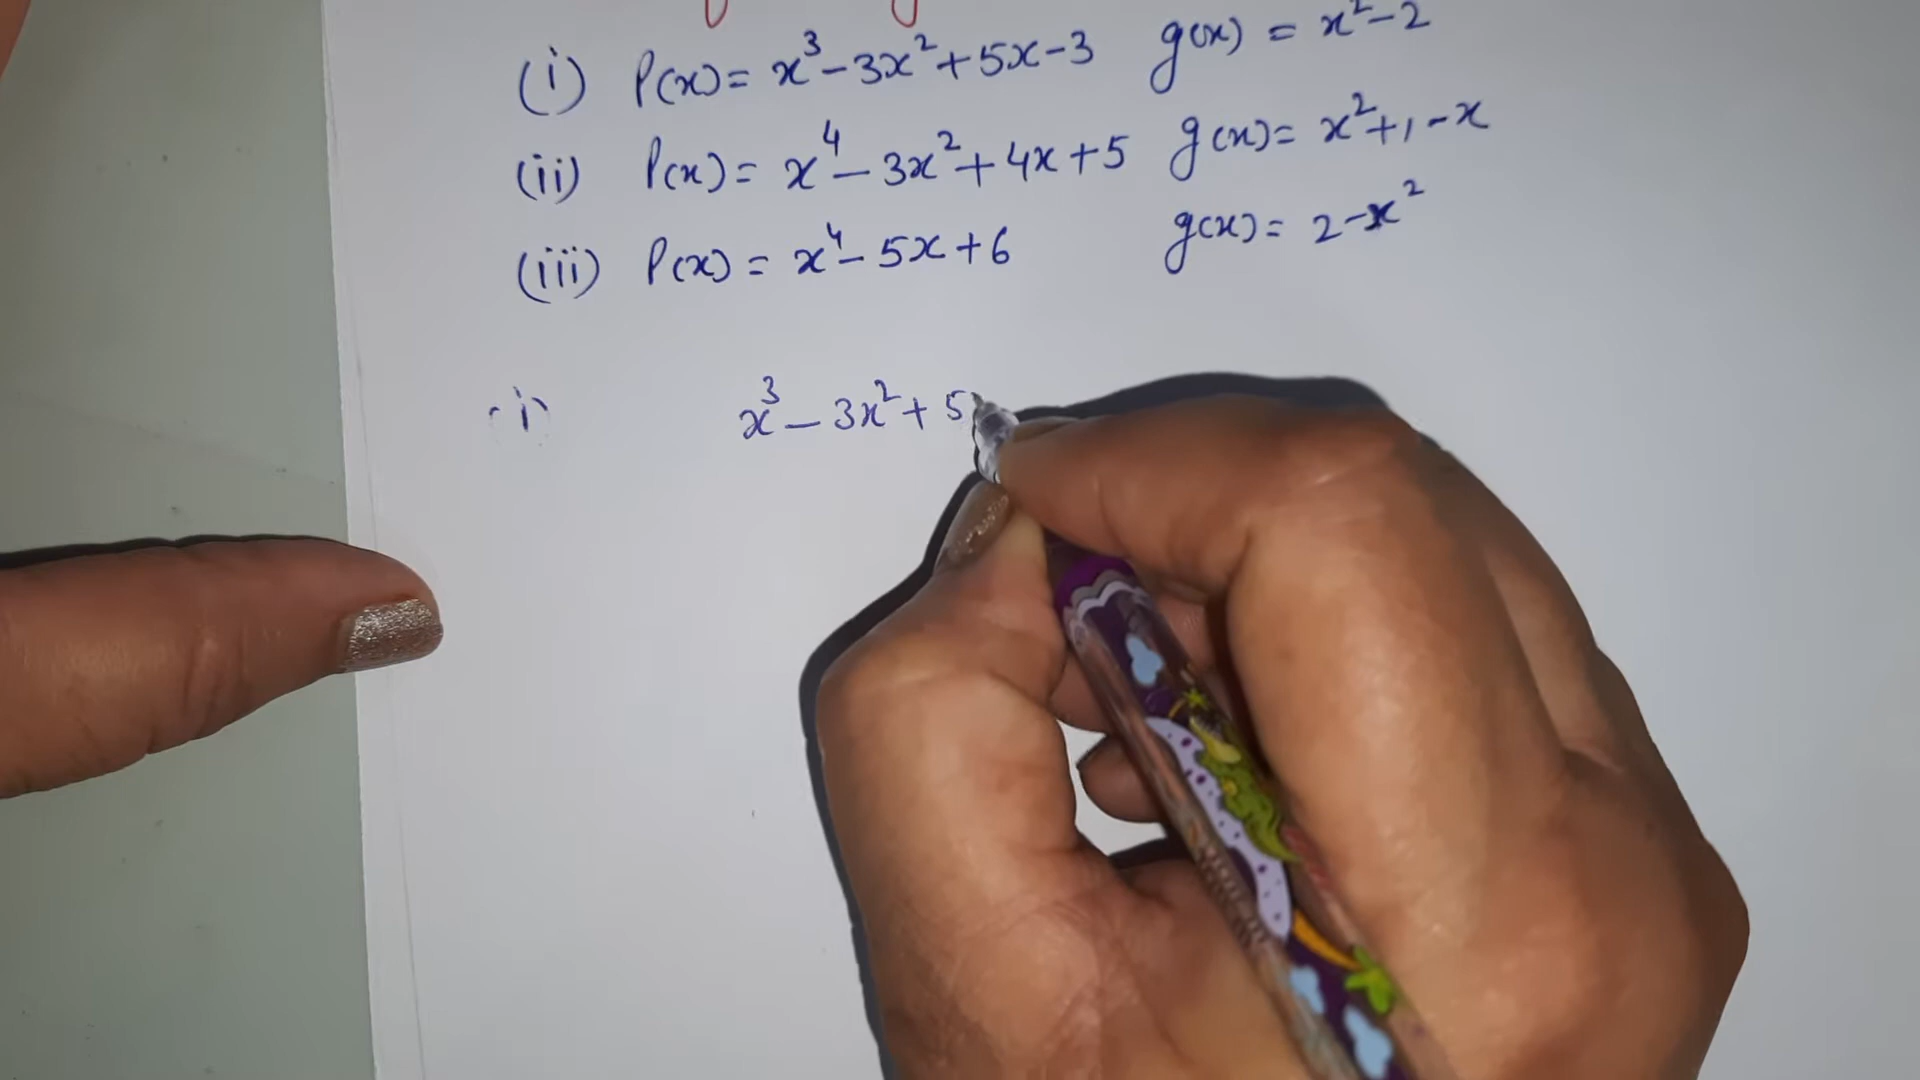 (i) P(x) = x³ - 3x² + 5x - 3 g(x) = x² - 2
(ii) P(x) = x⁴ - 3x² + 4x + 5 g(x) = x² + 1 - x
(iii) P(x) = x⁴ - 5x + 6 g(x) = 2 - x²
(i) x³ - 3x² + 5